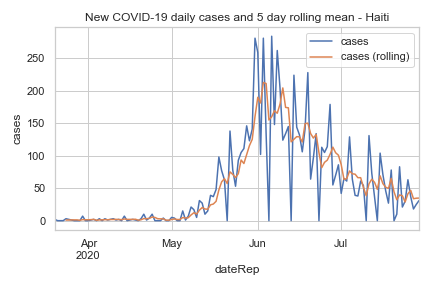 New COVID-19 daily cases and 5 day rolling mean - Haiti
cases
cases (rolling)
250
200
150
100
50
0
cases
Apr
2020
May
Jun
Jul
dateRep